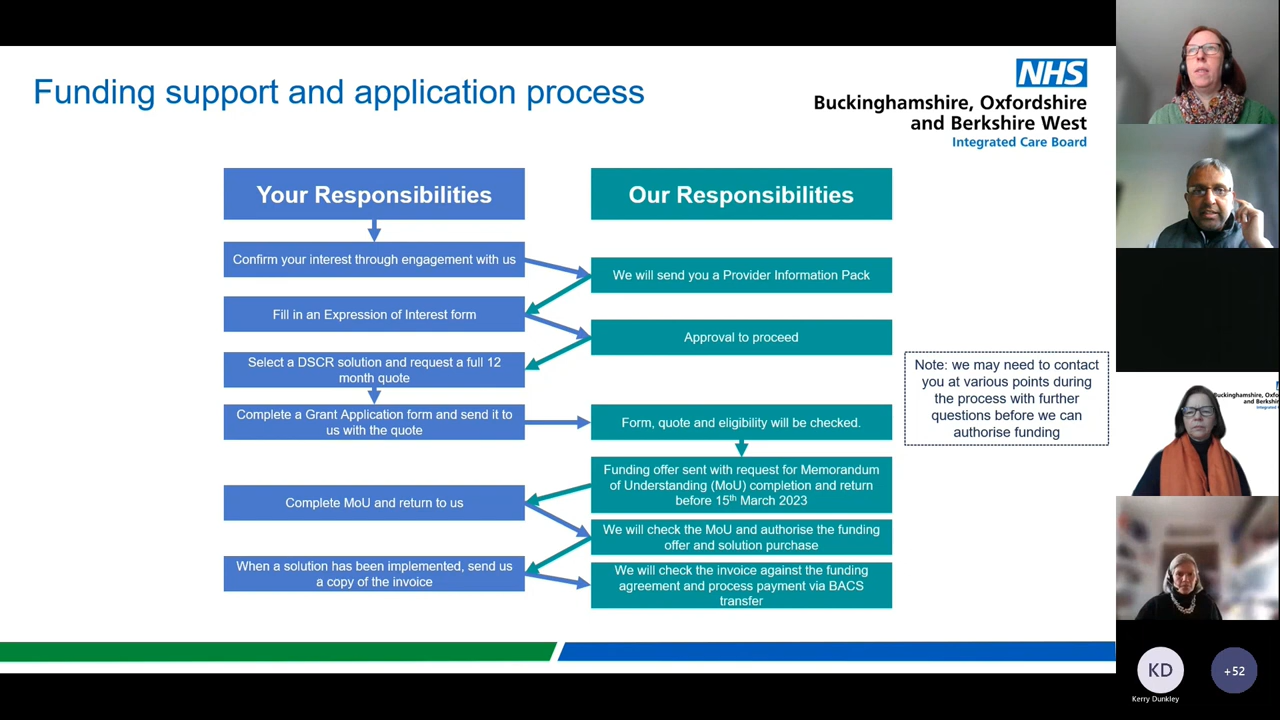 Funding support and application process
NHS
Buckinghamshire, Oxfordshire
and Berkshire West
Integrated Care Board
Your Responsibilities
Our Responsibilities
Confirm your interest through engagement with us
We will send you a Provider Information Pack
Fill in an Expression of Interest form
Approval to proceed
Select a DSCR solution and request a full 12
month quote
Complete a Grant Application form and send it to
us with the quote
Form, quote and eligibility will be checked.
Funding offer sent with request for Memorandum
of Understanding (MoU) completion and return
before 15th March 2023
Complete MoU and return to us
We will check the MoU and authorise the funding
offer and solution purchase
When a solution has been implemented, send us
a copy of the invoice
We will check the invoice against the funding
agreement and process payment via BACS
transfer
Note: we may need to contact
you at various points during
the process with further
questions before we can
authorise funding
KD
Kerry Dunkley
+52